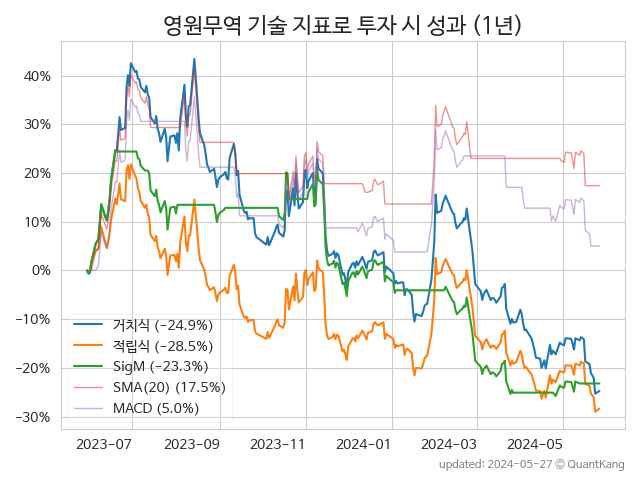 영원무역 기술 지표로 투자 시 성과 (1년)
40%
30%
20%
10%
0%
−10%
−20%
−30%
거치식 (−24.9%)
적립식 (−28.5%)
SigM (−23.3%)
SMA(20) (17.5%)
MACD (5.0%)
2023−07
2023−09
2023−11
2024−01
2024−03
2024−05
updated: 2024−05−27 © QuantKang